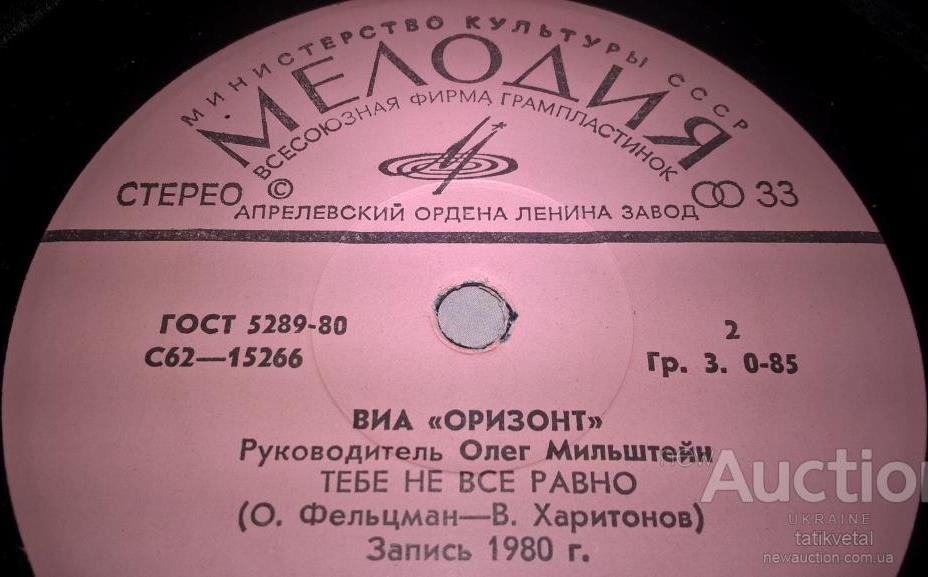 МИНИСТЕРСТВО КУЛЬТУРЫ СССР
МЕЛОДИЯ
ВСЕСОЮЗНАЯ ФИРМА ГРАМПЛАСТИНОК
СТЕРЕО © 33
АПРЕЛЕВСКИЙ ОРДЕНА ЛЕНИНА ЗАВОД
ГОСТ 5289-80 2
С62—15266 Гр. 3. 0-85
ВИА «ОРИЗОНТ»
Руководитель Олег Мильштейн
ТЕБЕ НЕ ВСЕ РАВНО
(О. Фельцман—В. Харитонов)
Запись 1980 г.
new
Auction
UKRAINE
tatikvetal
newauction.com.ua